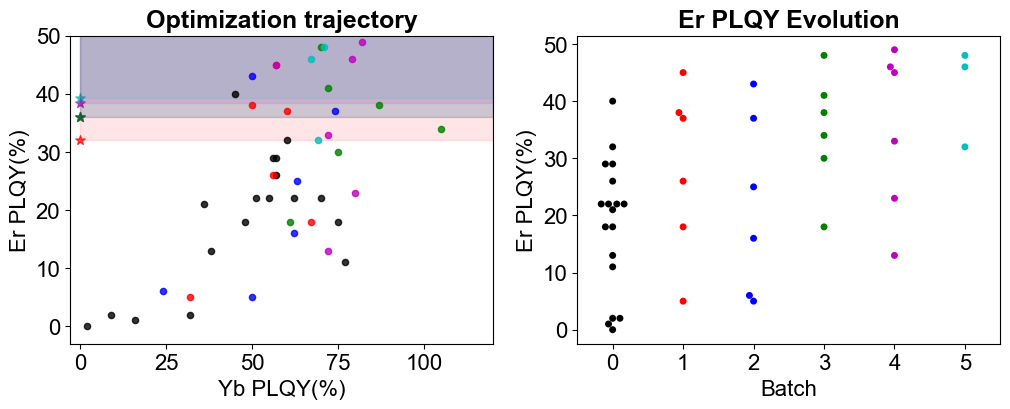 Optimization trajectory
Er PLQY(%)
50
40
30
20
10
0
0 25 50 75 100
Yb PLQY(%)
Er PLQY Evolution
Er PLQY(%)
50
40
30
20
10
0
0 1 2 3 4 5
Batch